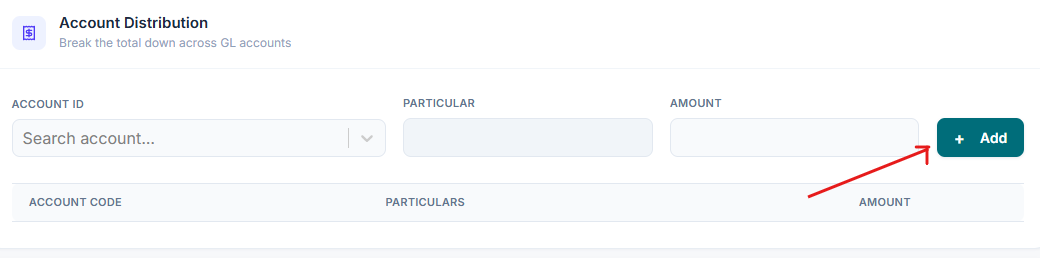 Account Distribution
Break the total down across GL accounts
ACCOUNT ID
PARTICULAR
AMOUNT
Search account...
+ Add
ACCOUNT CODE
PARTICULARS
AMOUNT